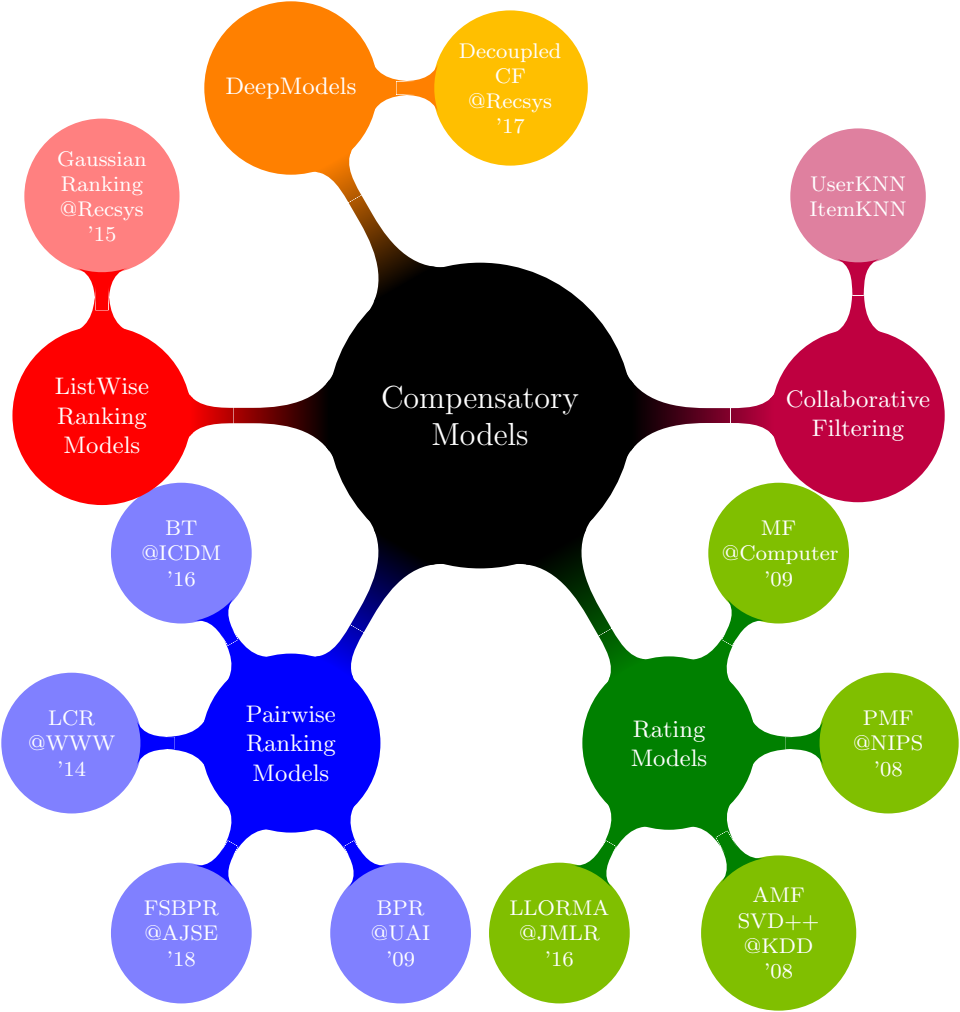 DeepModels
Decoupled
CF
@Recsys
'17
Gaussian
Ranking
@Recsys
'15
UserKNN
ItemKNN
ListWise
Ranking
Models
Compensatory
Models
Collaborative
Filtering
BT
@ICDM
'16
MF
@Computer
'09
LCR
@WWW
'14
Pairwise
Ranking
Models
Rating
Models
PMF
@NIPS
'08
FSBPR
@AJSE
'18
BPR
@UAI
'09
LLORMA
@JMLR
'16
AMF
SVD++
@KDD
'08